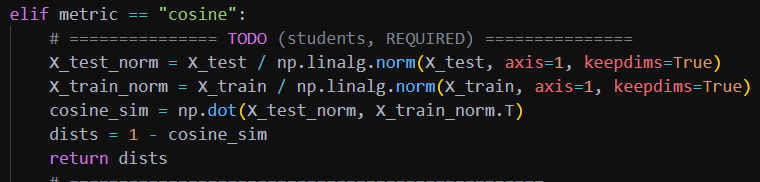 elif metric == "cosine":
# =============== TODO (students, REQUIRED) ===============
X_test_norm = X_test / np.linalg.norm(X_test, axis=1, keepdims=True)
X_train_norm = X_train / np.linalg.norm(X_train, axis=1, keepdims=True)
cosine_sim = np.dot(X_test_norm, X_train_norm.T)
dists = 1 - cosine_sim
return dists
# ================================================